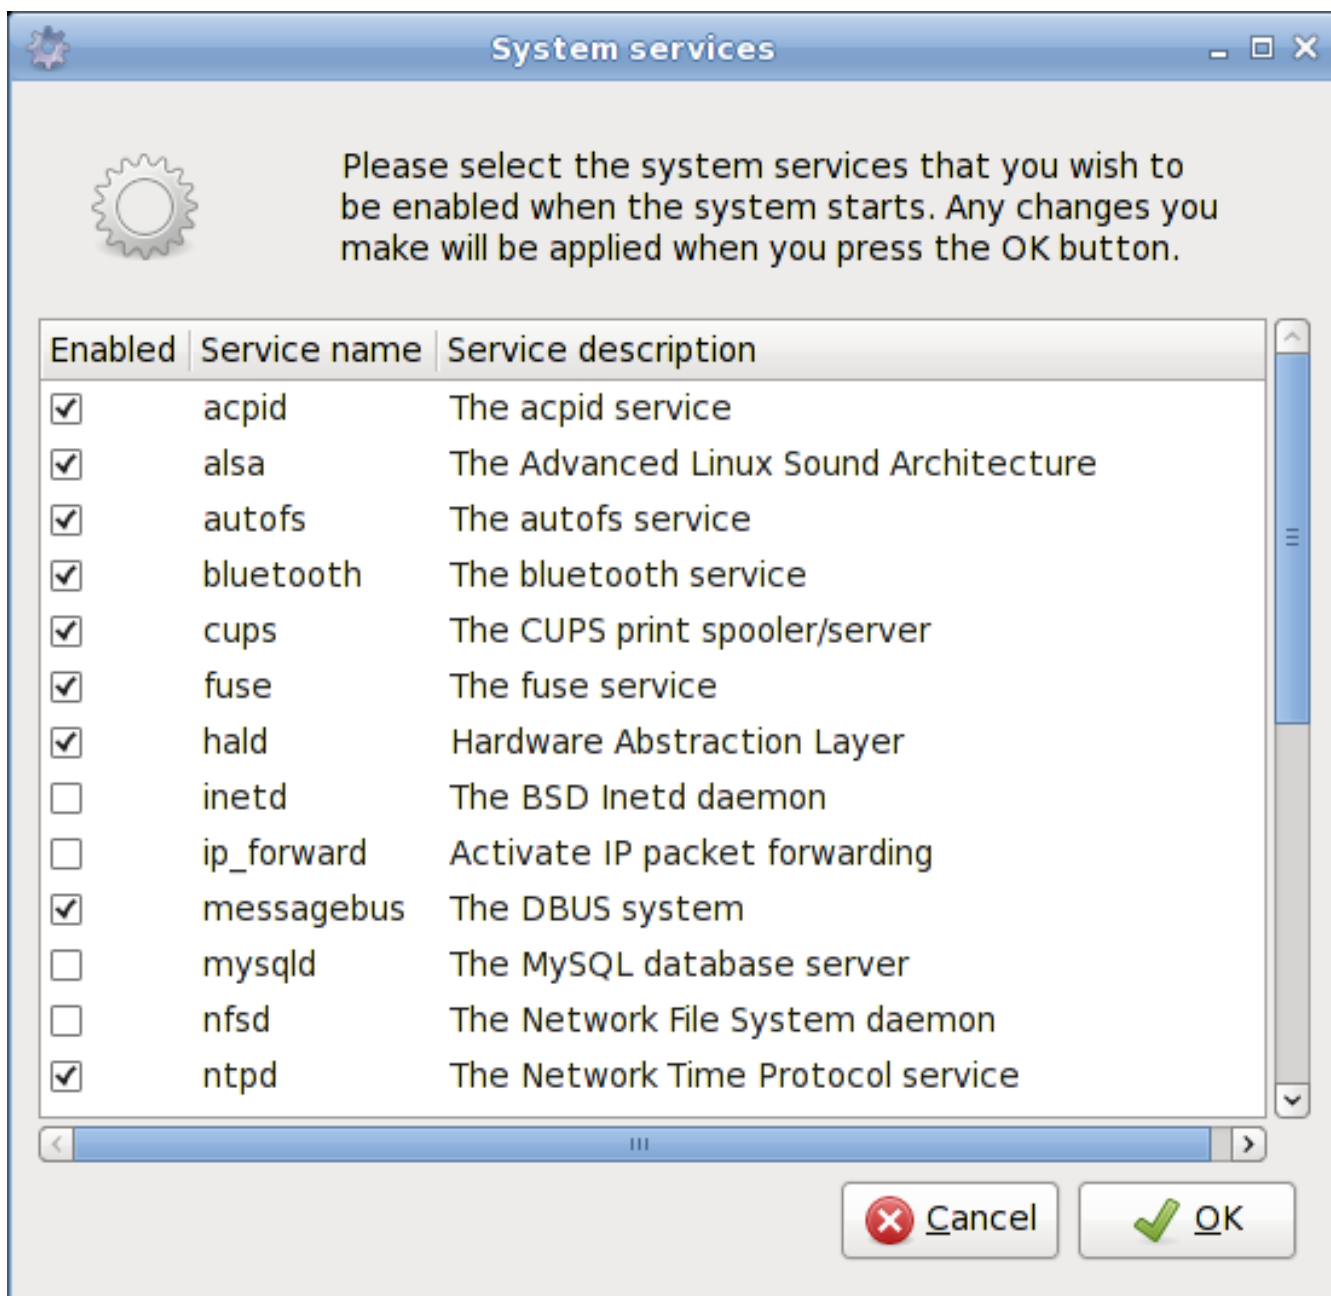 System services
Please select the system services that you wish to
be enabled when the system starts. Any changes you
make will be applied when you press the OK button.
Enabled Service name Service description
acpid The acpid service
alsa The Advanced Linux Sound Architecture
autofs The autofs service
bluetooth The bluetooth service
cups The CUPS print spooler/server
fuse The fuse service
hald Hardware Abstraction Layer
inetd The BSD Inetd daemon
ip_forward Activate IP packet forwarding
messagebus The DBUS system
mysqld The MySQL database server
nfsd The Network File System daemon
ntpd The Network Time Protocol service
Cancel OK